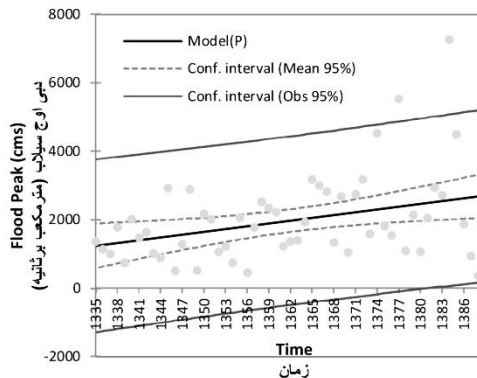 8000
6000
4000
2000
0
-2000
Flood Peak (cms)
دبی اوج سیلاب (مترمکعب برثانیه)
Model(P)
Conf. interval (Mean 95%)
Conf. interval (Obs 95%)
1335 1338 1341 1344 1347 1350 1353 1356 1359 1362 1365 1368 1371 1374 1377 1380 1383 1386
Time
زمان